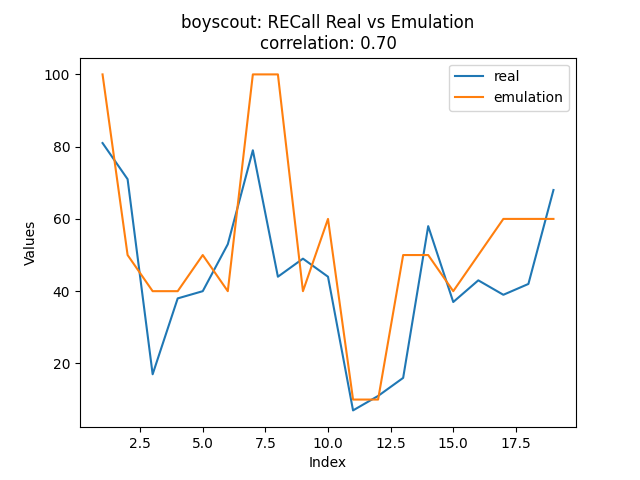 boyscout: RECall Real vs Emulation
correlation: 0.70
real
emulation
Values
100
80
60
40
20
2.5
5.0
7.5
10.0
12.5
15.0
17.5
Index